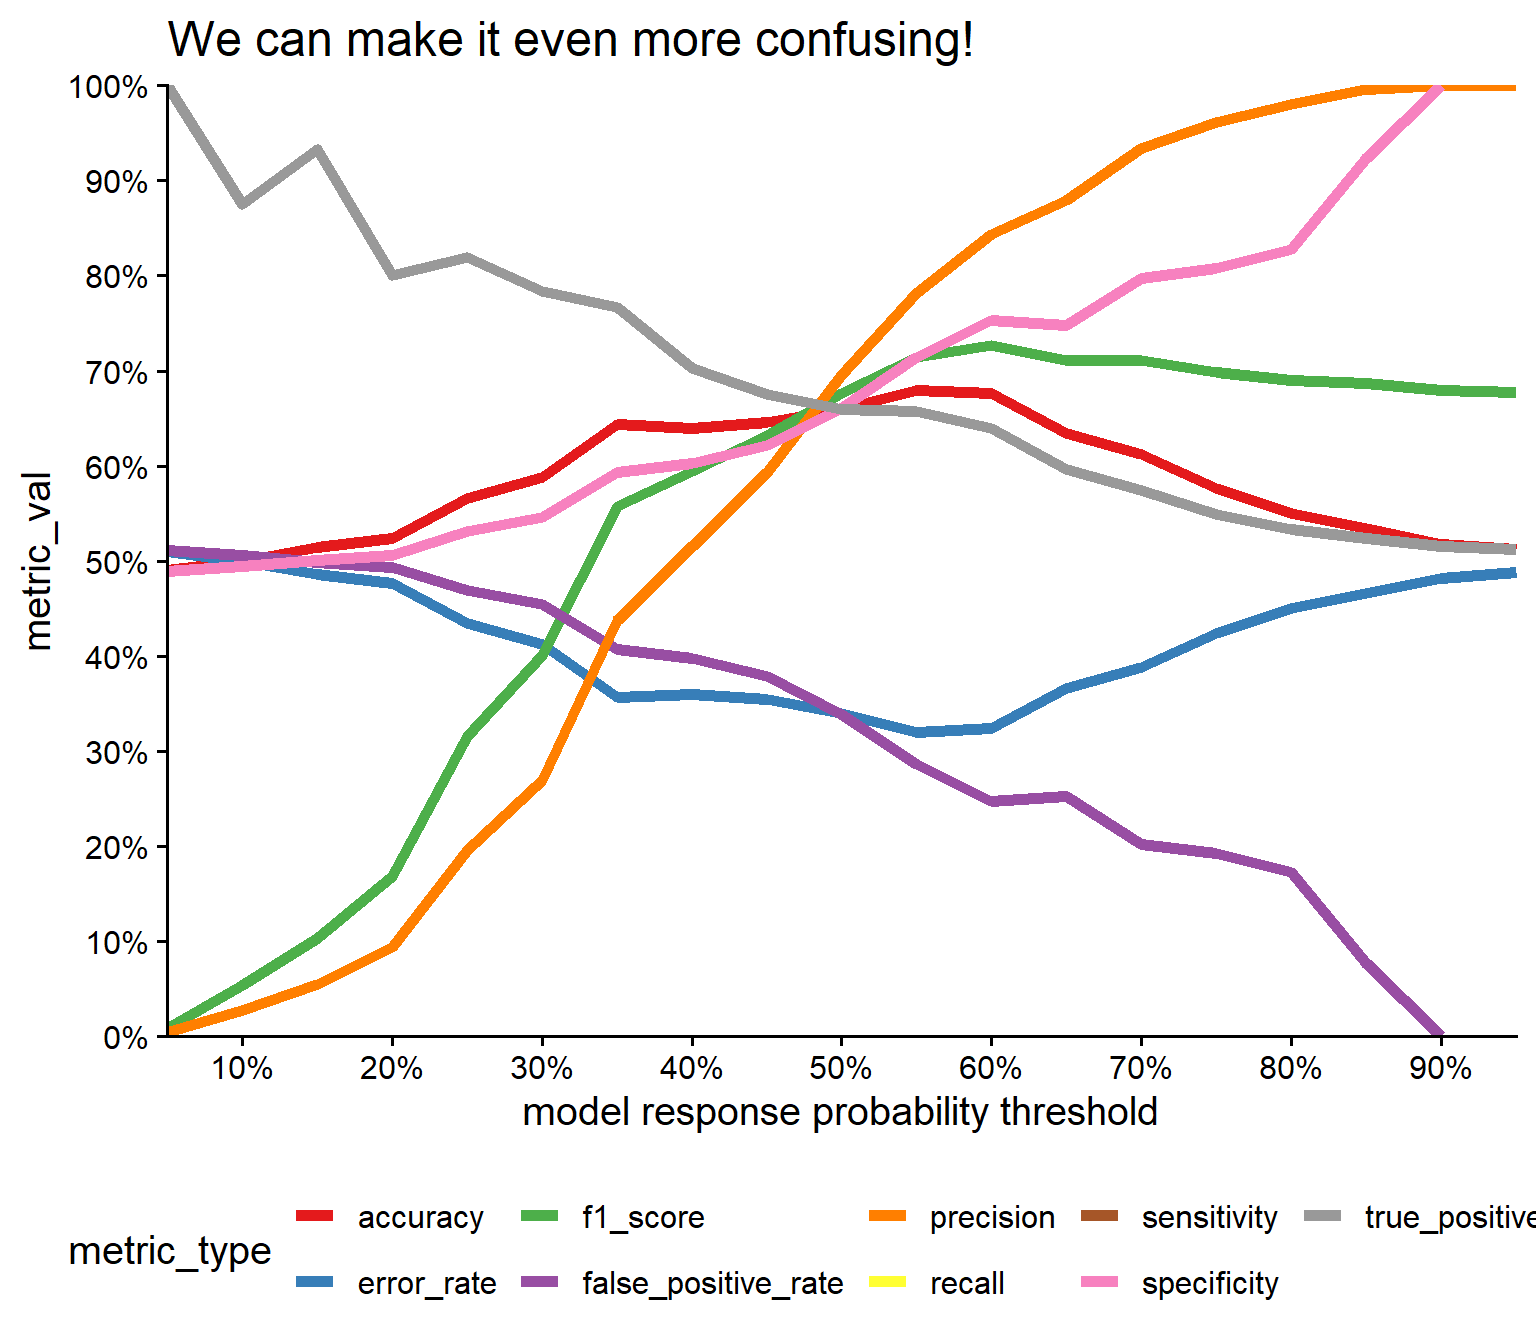 We can make it even more confusing!
100%
90%
80%
70%
60%
50%
40%
30%
20%
10%
0%
metric_val
10% 20% 30% 40% 50% 60% 70% 80% 90%
model response probability threshold
metric_type
accuracy f1_score precision sensitivity true_positive
error_rate false_positive_rate recall specificity